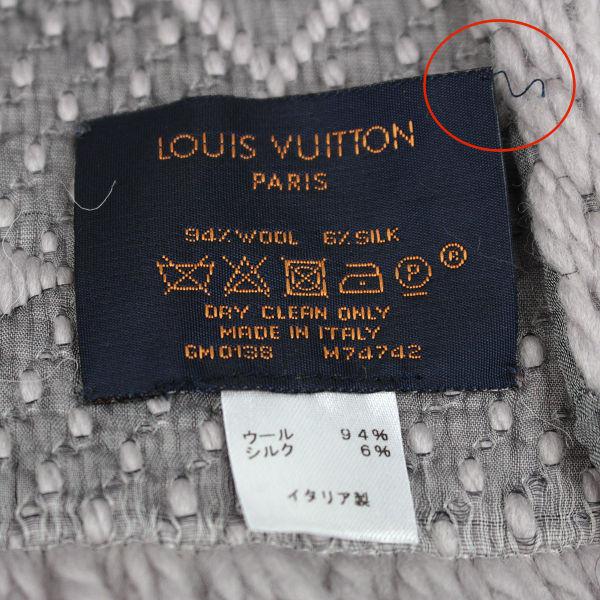 LOUIS VUITTON
PARIS
94% WOOL 6% SILK
P ®
DRY CLEAN ONLY
MADE IN ITALY
GM0138 M74742
ウール 94%
シルク 6%
イタリア製